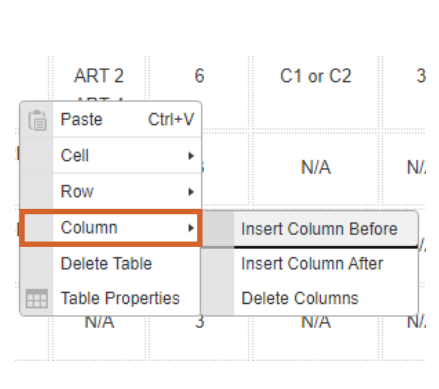 ART 2 6 C1 or C2 3
Paste Ctrl+V
Cell
N/A N/
Row
Column
Insert Column Before
Delete Table
Insert Column After
Table Properties
Delete Columns
N/A 3 N/A N/